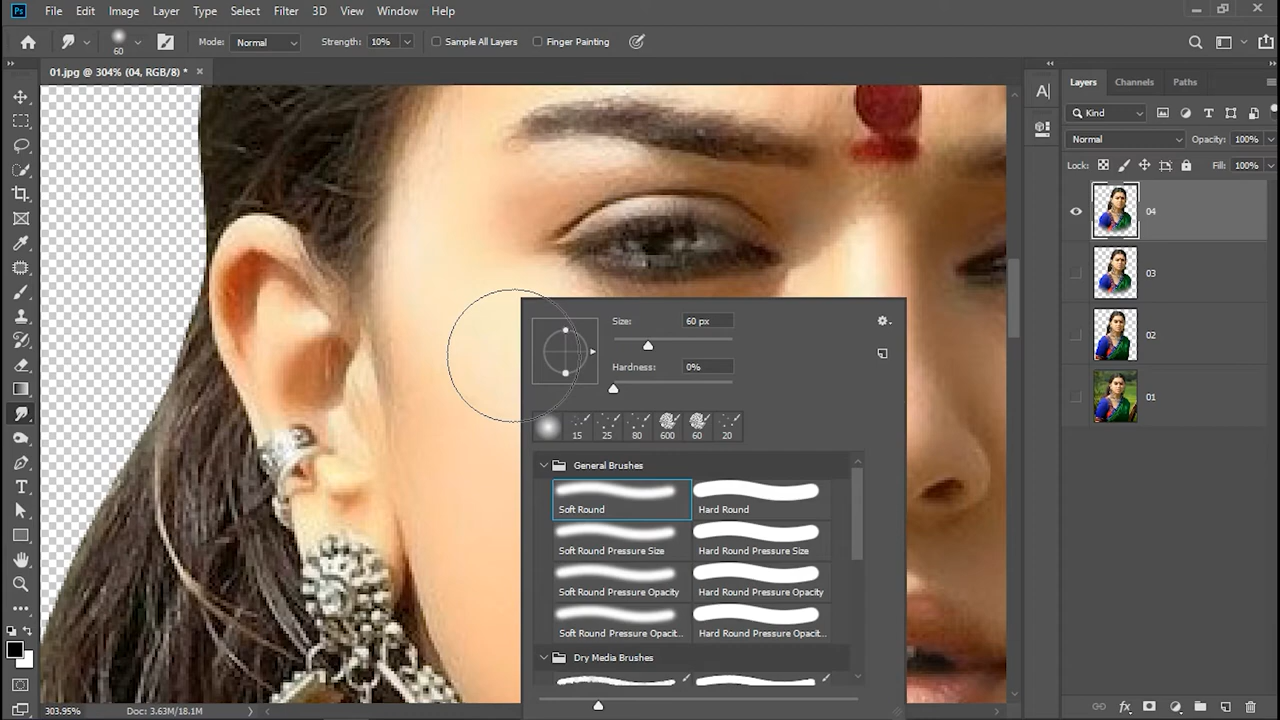 Ps File Edit Image Layer Type Select Filter 3D View Window Help
60 Mode: Normal Strength: 10% Sample All Layers Finger Painting
01.jpg @ 304% (04, RGB/8) * ×
Layers Channels Paths
Kind
Normal Opacity: 100%
Lock: Fill: 100%
04
03
02
01
Size: 60 px
Hardness: 0%
15 25 80 600 60 20
General Brushes
Soft Round Hard Round
Soft Round Pressure Size Hard Round Pressure Size
Soft Round Pressure Opacity Hard Round Pressure Opacity
Soft Round Pressure Opacit... Hard Round Pressure Opacit...
Dry Media Brushes
303.95% Doc: 3.63M/18.1M